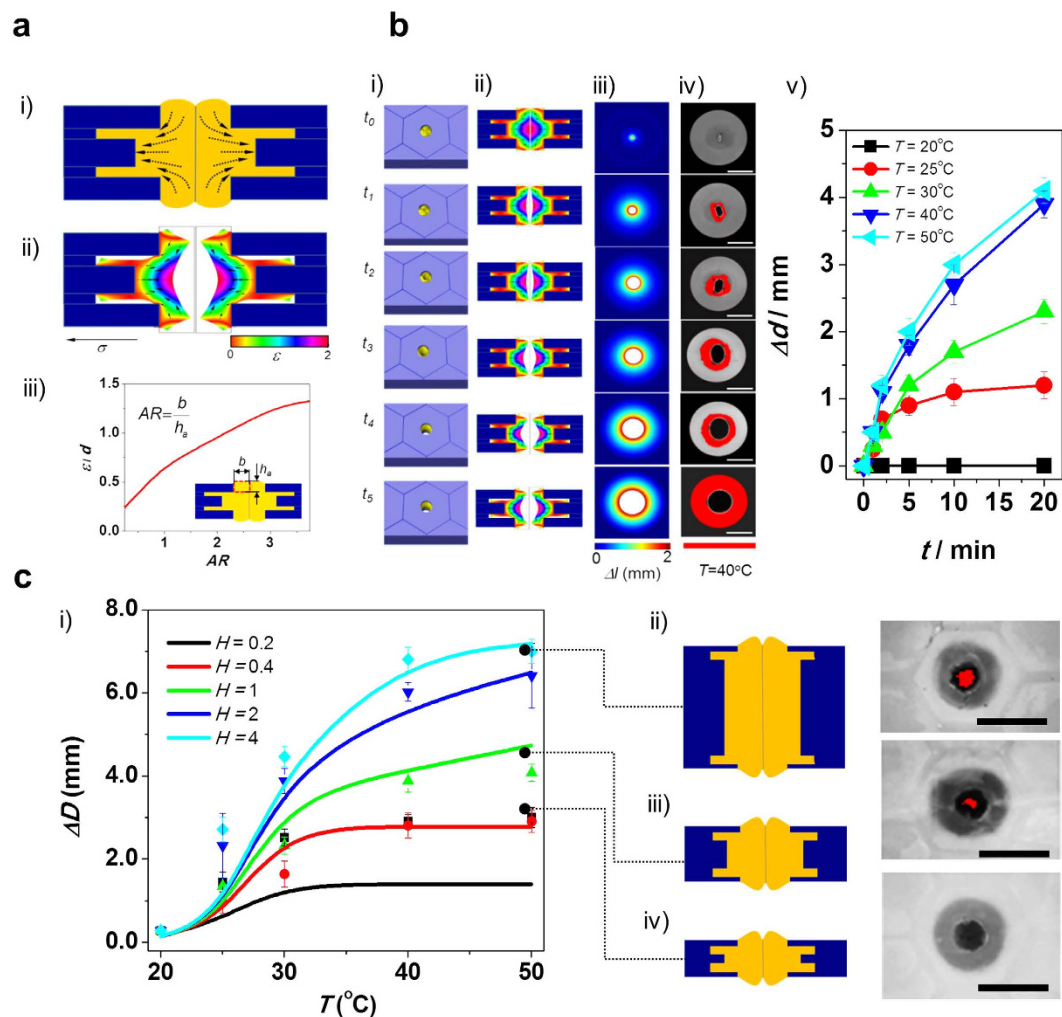 a
i)
ii)
σ
0 ε 2
iii)
ε / d
1.5
1.0
0.5
0.0
AR = b / hₐ
b
hₐ
1 2 3
AR
b
i) ii) iii) iv) v)
t₀
t₁
t₂
t₃
t₄
t₅
0 2
Δl (mm)
T=40°C
Δd / mm
5
4
3
2
1
0
T = 20°C
T = 25°C
T = 30°C
T = 40°C
T = 50°C
0 5 10 15 20
t / min
c
i)
ΔD (mm)
8.0
6.0
4.0
2.0
0.0
H = 0.2
H = 0.4
H = 1
H = 2
H = 4
20 30 40 50
T (°C)
ii)
iii)
iv)